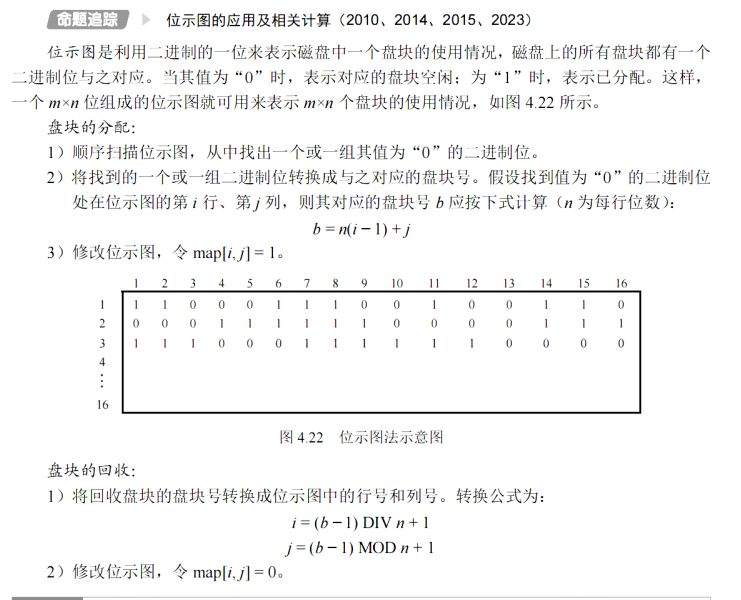 命题追踪 位示图的应用及相关计算（2010、2014、2015、2023）
位示图是利用二进制的一位来表示磁盘中一个盘块的使用情况，磁盘上的所有盘块都有一个
二进制位与之对应。当其值为“0”时，表示对应的盘块空闲；为“1”时，表示已分配。这样，
一个 m×n 位组成的位示图就可用来表示 m×n 个盘块的使用情况，如图 4.22 所示。
盘块的分配：
1）顺序扫描位示图，从中找出一个或一组其值为“0”的二进制位。
2）将找到的一个或一组二进制位转换成与之对应的盘块号。假设找到值为“0”的二进制位
处在位示图的第 i 行、第 j 列，则其对应的盘块号 b 应按下式计算（n 为每行位数）：
b = n(i − 1) + j
3）修改位示图，令 map[i, j] = 1。
1 2 3 4 5 6 7 8 9 10 11 12 13 14 15 16
1 1 1 0 0 0 1 1 1 0 0 1 0 0 1 1 0
2 0 0 0 1 1 1 1 1 1 0 0 0 0 1 1 1
3 1 1 1 0 0 0 1 1 1 1 1 1 0 0 0 0
4
⋮
16
图 4.22 位示图法示意图
盘块的回收：
1）将回收盘块的盘块号转换成位示图中的行号和列号。转换公式为：
i = (b − 1) DIV n + 1
j = (b − 1) MOD n + 1
2）修改位示图，令 map[i, j] = 0。